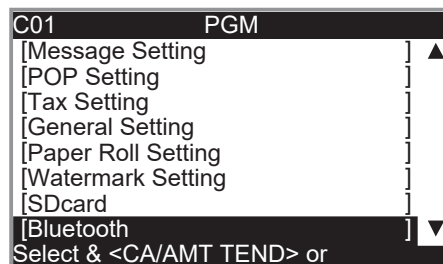 C01 PGM
[Message Setting ] ▲
[POP Setting ]
[Tax Setting ]
[General Setting ]
[Paper Roll Setting ]
[Watermark Setting ]
[SDcard ]
[Bluetooth ] ▼
Select & <CA/AMT TEND> or